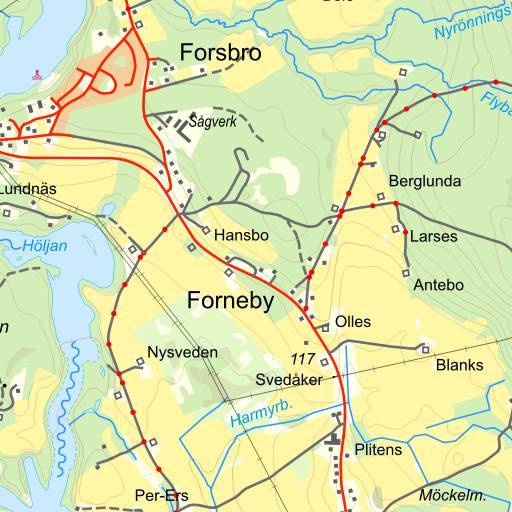 Nyrönnings
Forsbro
Flybe
Sågverk
Berglunda
Lundnäs
Hansbo
Larses
Höljan
Antebo
Forneby
Olles
Nysveden
117
Blanks
Svedåker
Harmyrb.
Plitens
Per-Ers
Möckelm.